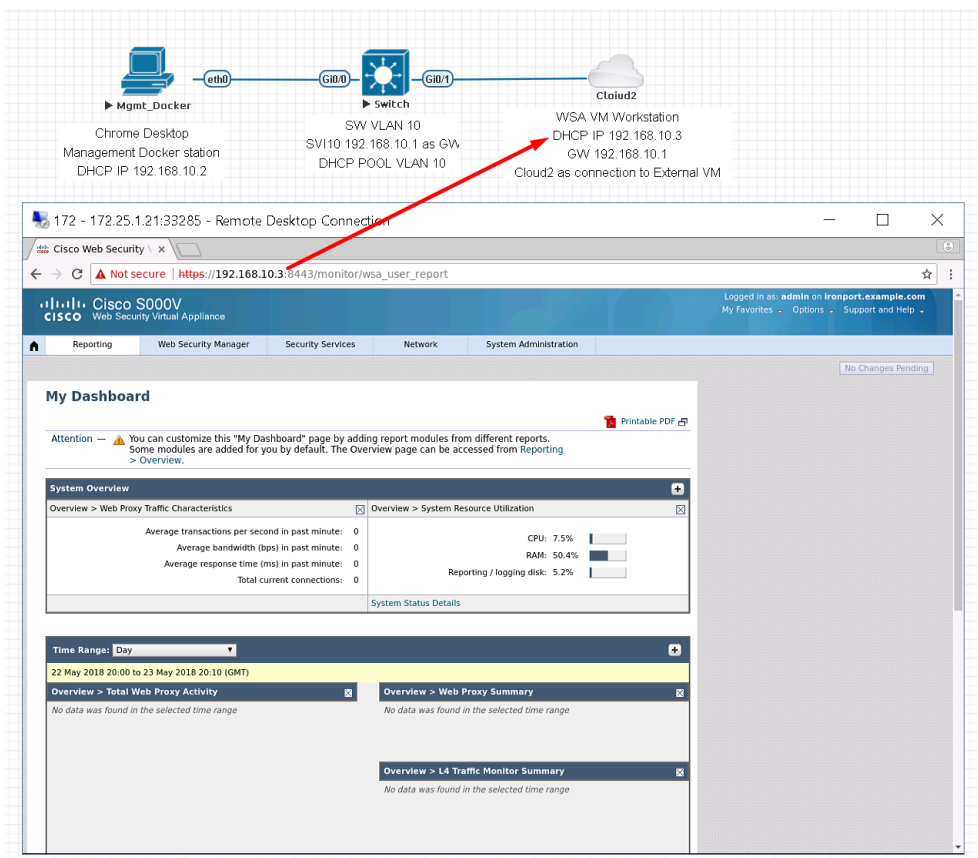 eth0
Gi0/0
Gi0/1
Mgmt_Docker
Switch
Cloiud2
Chrome Desktop
Management Docker station
DHCP IP 192.168.10.2
SW VLAN 10
SVI10 192.168.10.1 as GW
DHCP POOL VLAN 10
WSA VM Workstation
DHCP IP 192.168.10.3
GW 192.168.10.1
Cloud2 as connection to External VM
172 - 172.25.1.21:33285 - Remote Desktop Connection
Cisco Web Security V
Not secure | https://192.168.10.3:8443/monitor/wsa_user_report
CISCO
Cisco S000V
Web Security Virtual Appliance
Logged in as: admin on ironport.example.com
My Favorites Options Support and Help
Reporting Web Security Manager Security Services Network System Administration
No Changes Pending
My Dashboard
Printable PDF
Attention — You can customize this "My Dashboard" page by adding report modules from different reports.
Some modules are added for you by default. The Overview page can be accessed from Reporting
> Overview.
System Overview
Overview > Web Proxy Traffic Characteristics
Average transactions per second in past minute: 0
Average bandwidth (bps) in past minute: 0
Average response time (ms) in past minute: 0
Total current connections: 0
Overview > System Resource Utilization
CPU: 7.5%
RAM: 50.4%
Reporting / logging disk: 5.2%
System Status Details
Time Range: Day
22 May 2018 20:00 to 23 May 2018 20:10 (GMT)
Overview > Total Web Proxy Activity
No data was found in the selected time range
Overview > Web Proxy Summary
No data was found in the selected time range
Overview > L4 Traffic Monitor Summary
No data was found in the selected time range